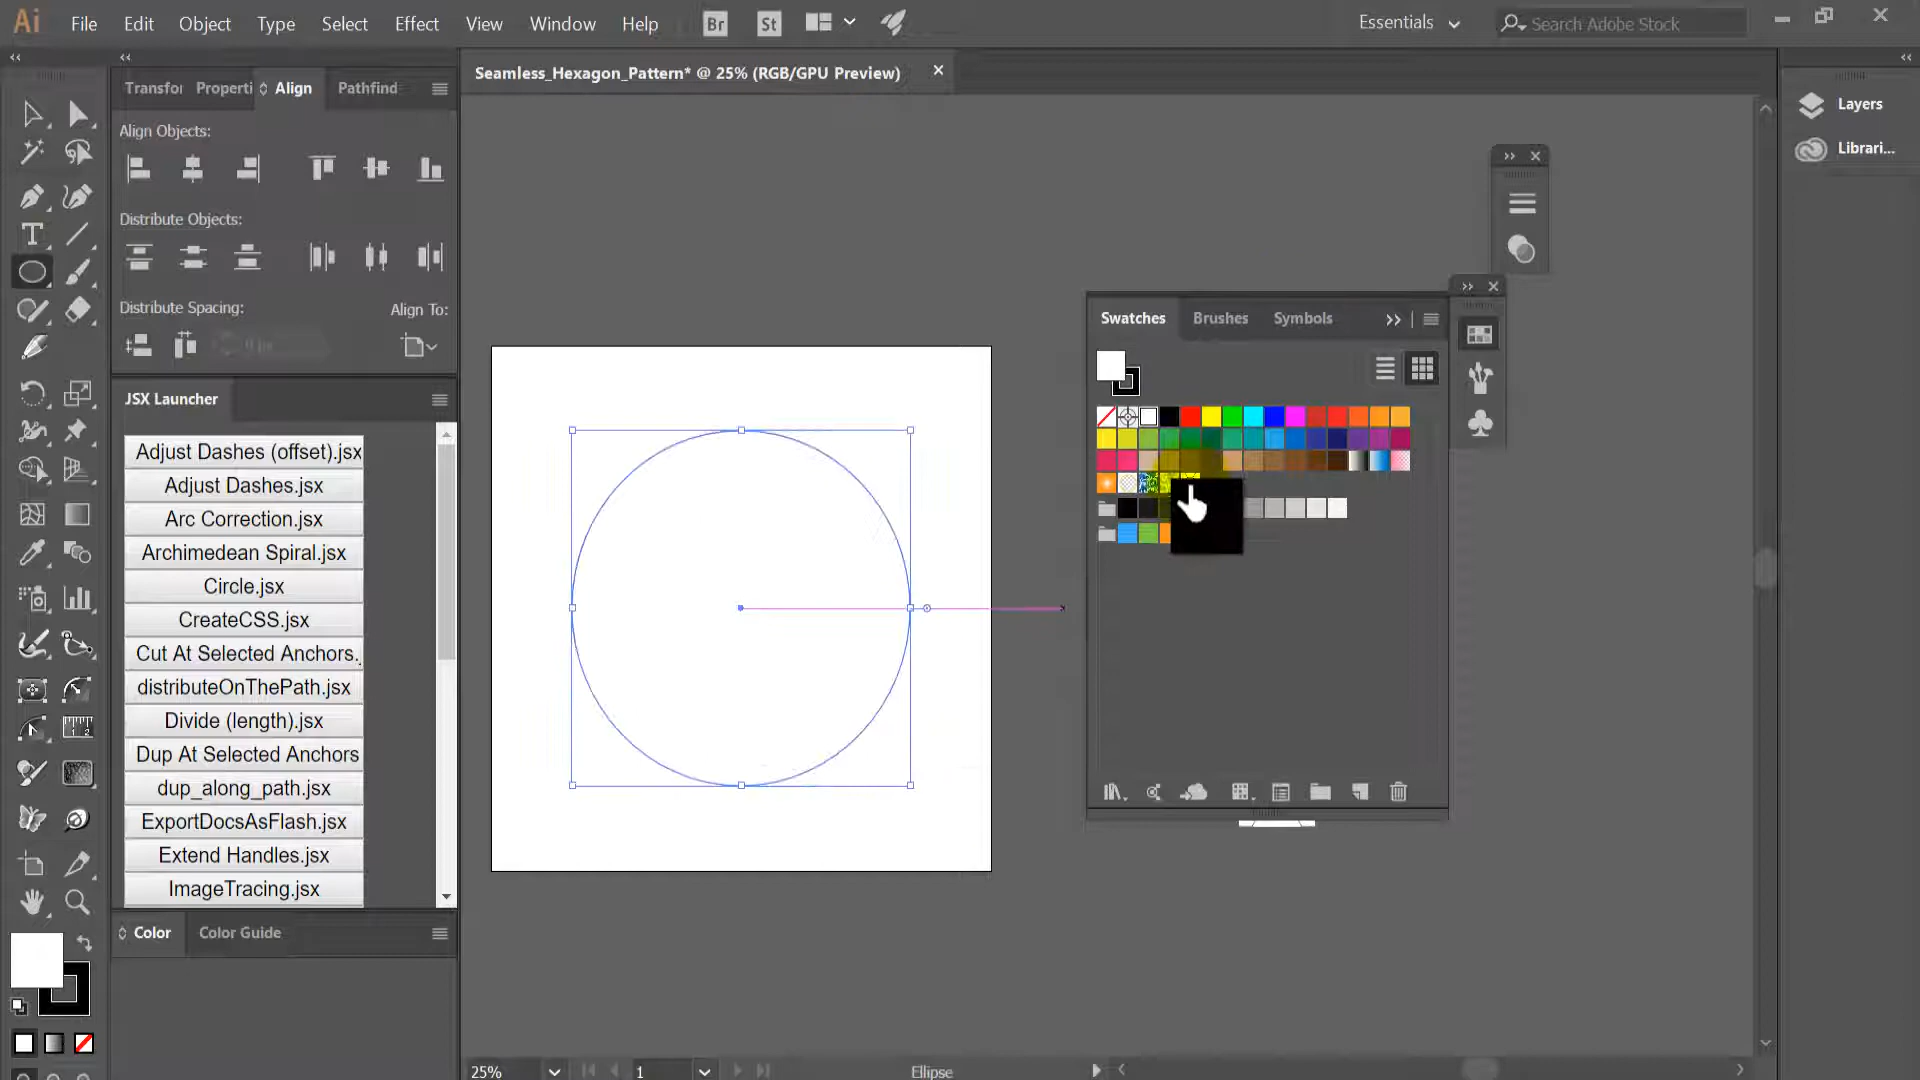 Ai File Edit Object Type Select Effect View Window Help Br St Essentials Search Adobe Stock
Seamless_Hexagon_Pattern* @ 25% (RGB/GPU Preview)
Transfor Properti Align Pathfind
Align Objects:
Distribute Objects:
Distribute Spacing: Align To:
JSX Launcher
Adjust Dashes (offset).jsx
Adjust Dashes.jsx
Arc Correction.jsx
Archimedean Spiral.jsx
Circle.jsx
CreateCSS.jsx
Cut At Selected Anchors.
distributeOnThePath.jsx
Divide (length).jsx
Dup At Selected Anchors
dup_along_path.jsx
ExportDocsAsFlash.jsx
Extend Handles.jsx
ImageTracing.jsx
Color Color Guide
Swatches Brushes Symbols
Layers
Librari...
25% 1 Ellipse